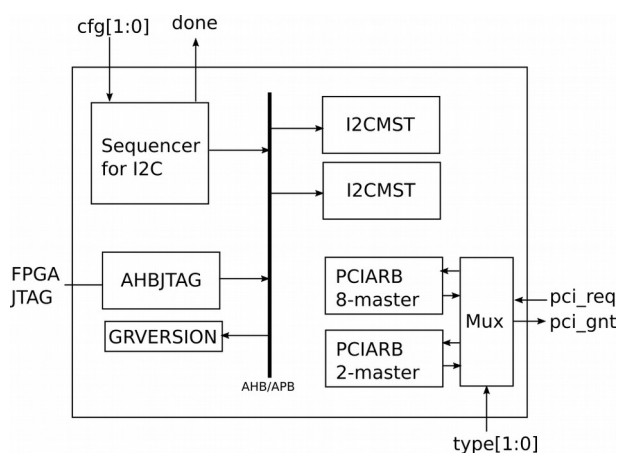 cfg[1:0]
done
Sequencer
for I2C
I2CMST
I2CMST
FPGA
JTAG
AHBJTAG
GRVERSION
AHB/APB
PCIARB
8-master
PCIARB
2-master
Mux
pci_req
pci_gnt
type[1:0]